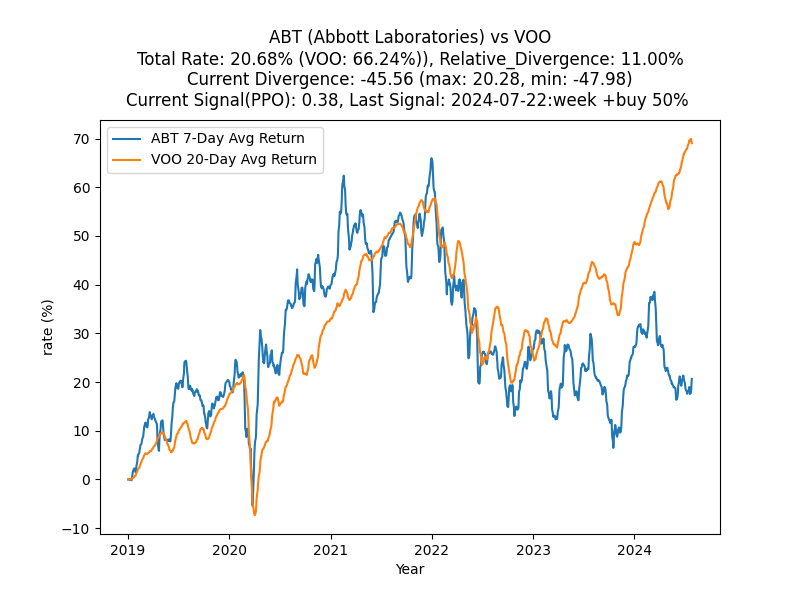 ABT (Abbott Laboratories) vs VOO
Total Rate: 20.68% (VOO: 66.24%)), Relative_Divergence: 11.00%
Current Divergence: -45.56 (max: 20.28, min: -47.98)
Current Signal(PPO): 0.38, Last Signal: 2024-07-22:week +buy 50%
ABT 7-Day Avg Return
VOO 20-Day Avg Return
rate (%)
70
60
50
40
30
20
10
0
−10
2019
2020
2021
2022
2023
2024
Year